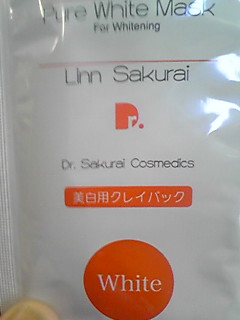 Pure White Mask
For Whitening
Linn Sakurai
Dr.
Dr. Sakurai Cosmedics
美白用クレイパック
White